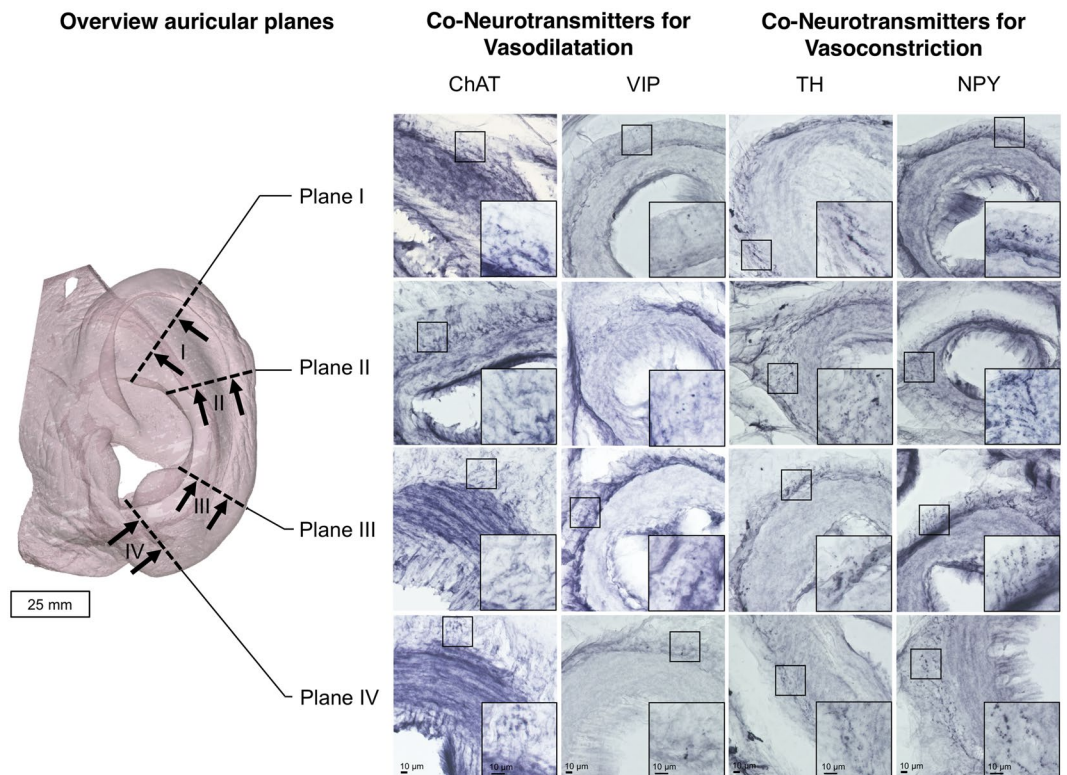 Overview auricular planes
Co-Neurotransmitters for
Vasodilatation
Co-Neurotransmitters for
Vasoconstriction
ChAT
VIP
TH
NPY
Plane I
Plane II
Plane III
Plane IV
I
II
III
IV
25 mm
10 µm
10 µm
10 µm
10 µm
10 µm
10 µm
10 µm
10 µm